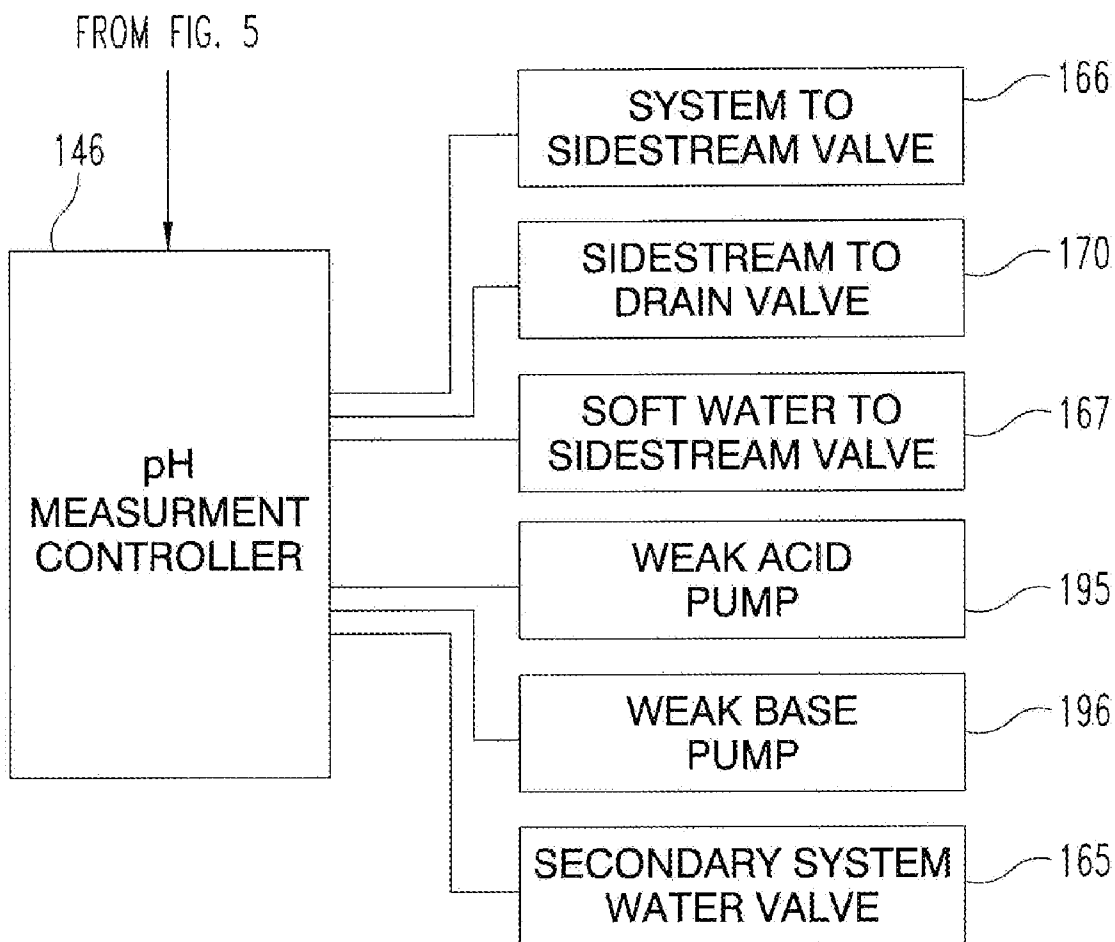 FROM FIG. 5
146
pH
MEASURMENT
CONTROLLER
SYSTEM TO
SIDESTREAM VALVE
166
SIDESTREAM TO
DRAIN VALVE
170
SOFT WATER TO
SIDESTREAM VALVE
167
WEAK ACID
PUMP
195
WEAK BASE
PUMP
196
SECONDARY SYSTEM
WATER VALVE
165